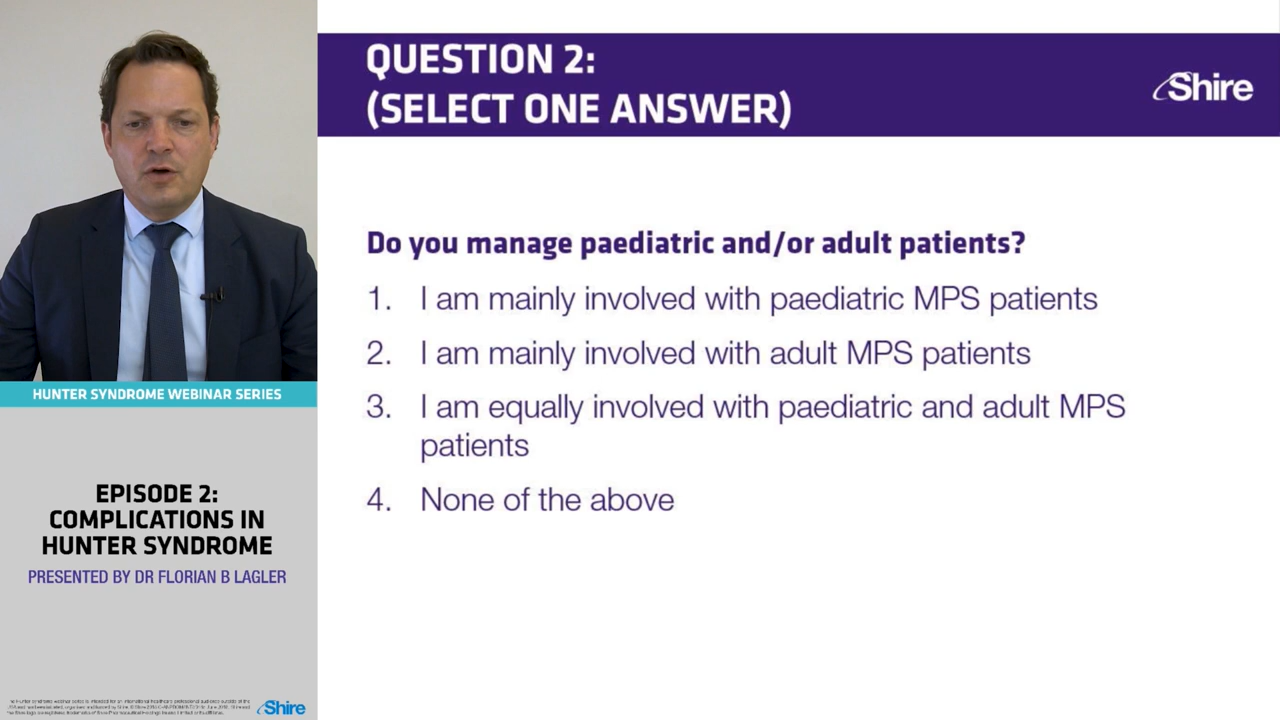 QUESTION 2:
(SELECT ONE ANSWER)
Shire
Do you manage paediatric and/or adult patients?
1. I am mainly involved with paediatric MPS patients
2. I am mainly involved with adult MPS patients
3. I am equally involved with paediatric and adult MPS
patients
4. None of the above
HUNTER SYNDROME WEBINAR SERIES
EPISODE 2:
COMPLICATIONS IN
HUNTER SYNDROME
PRESENTED BY DR FLORIAN B LAGLER
Shire